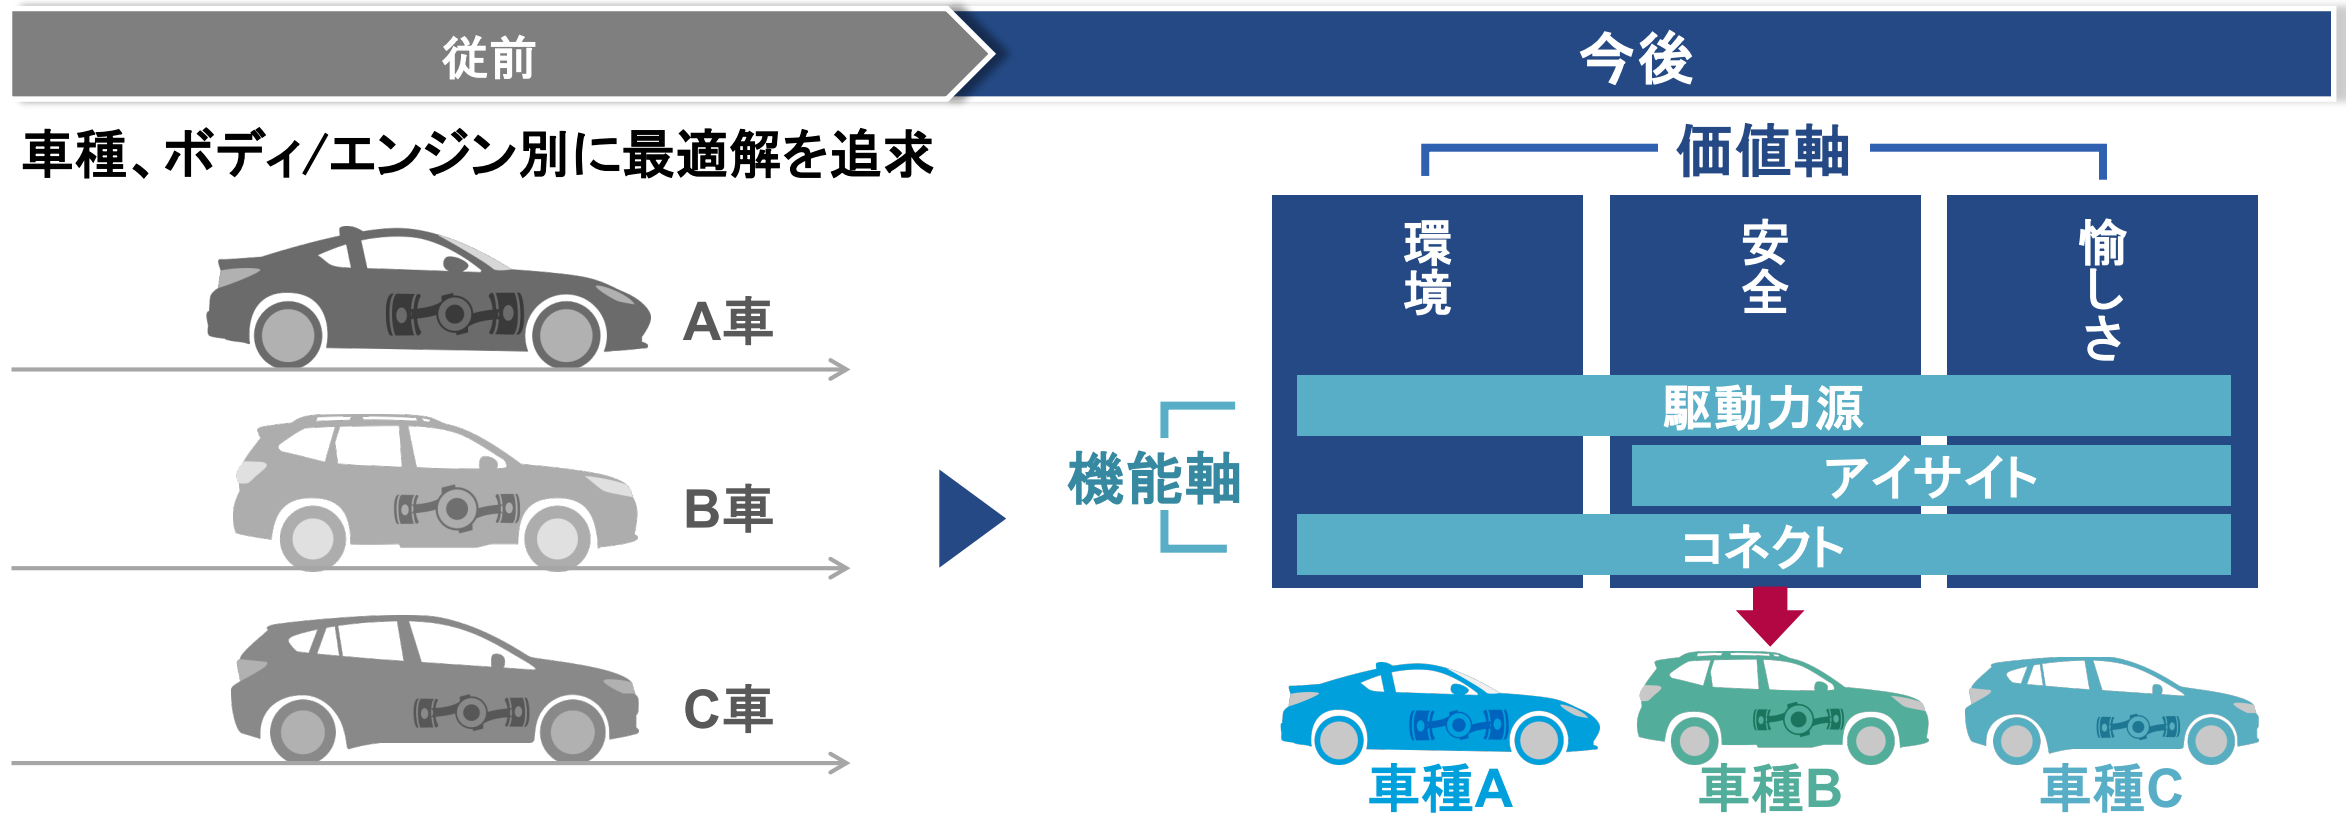 従前
今後
車種、ボディ/エンジン別に最適解を追求
A車
B車
C車
価値軸
環境
安全
愉しさ
機能軸
駆動力源
アイサイト
コネクト
車種A
車種B
車種C